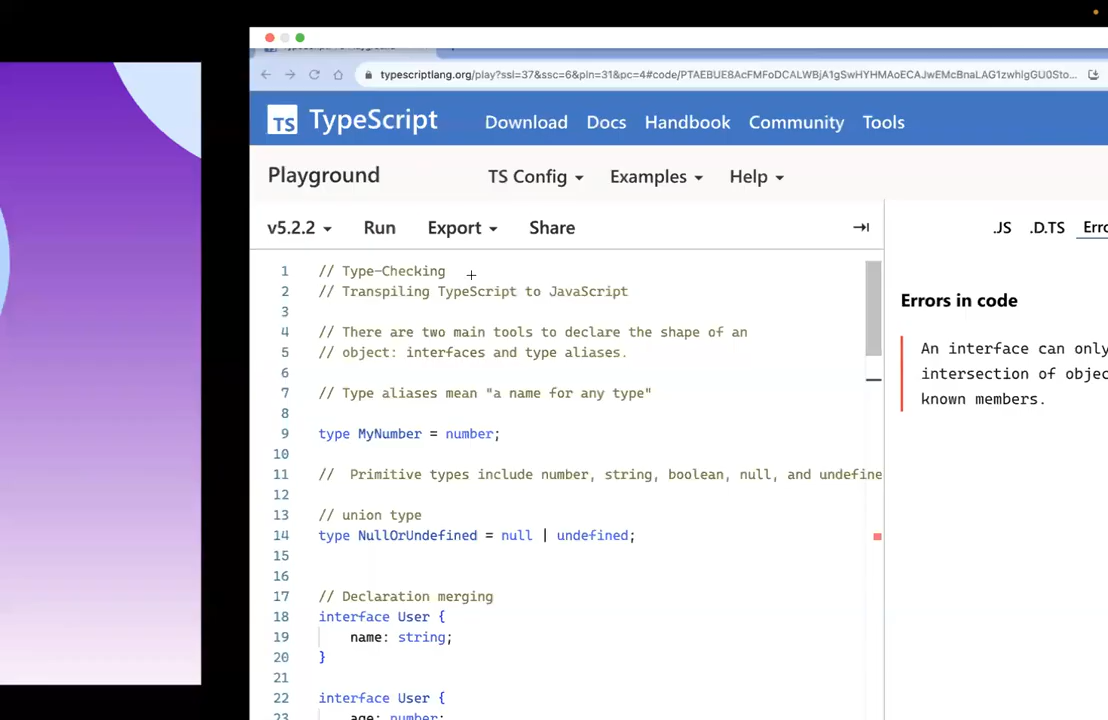 typescriptlang.org/play?ssl=37&ssc=6&pln=31&pc=4#code/
TS TypeScript Download Docs Handbook Community Tools
Playground TS Config Examples Help
v5.2.2 Run Export Share
.JS .D.TS Erro
1 // Type-Checking
2 // Transpiling TypeScript to JavaScript
3
4 // There are two main tools to declare the shape of an
5 // object: interfaces and type aliases.
6
7 // Type aliases mean "a name for any type"
8
9 type MyNumber = number;
10
11 //  Primitive types include number, string, boolean, null, and undefine
12
13 // union type
14 type NullOrUndefined = null | undefined;
15
16
17 // Declaration merging
18 interface User {
19 name: string;
20 }
21
22 interface User {
23 age: number;
Errors in code
An interface can only
intersection of objec
known members.